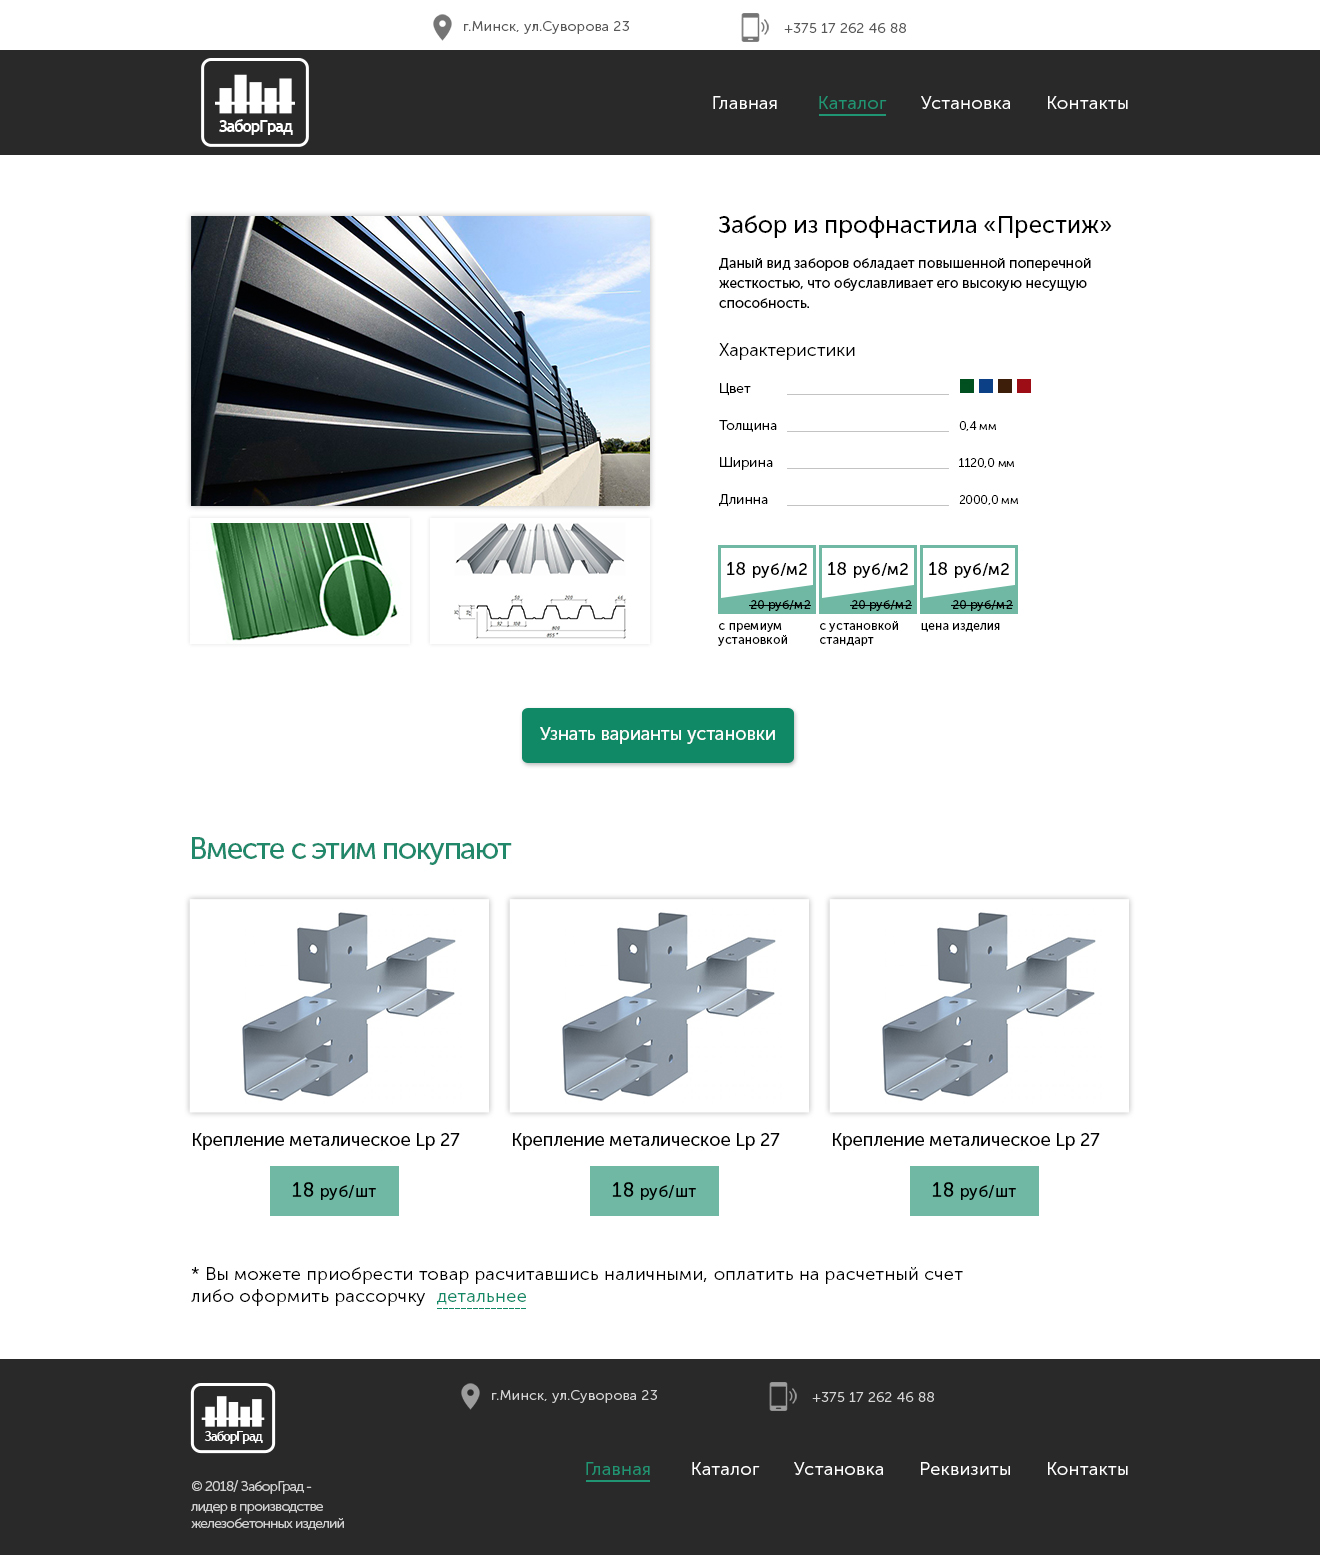 г.Минск, ул.Суворова 23
+375 17 262 46 88
ЗаборГрад
Главная
Каталог
Установка
Контакты
Забор из профнастила «Престиж»
Даный вид заборов обладает повышенной поперечной
жесткостью, что обуславливает его высокую несущую
способность.
Характеристики
Цвет
Толщина 0,4 мм
Ширина 1120,0 мм
Длинна 2000,0 мм
18 руб/м2 18 руб/м2 18 руб/м2
20 руб/м2 20 руб/м2 20 руб/м2
с премиум
установкой
с установкой
стандарт
цена изделия
Узнать варианты установки
Вместе с этим покупают
Крепление металическое Lp 27
Крепление металическое Lp 27
Крепление металическое Lp 27
18 руб/шт
18 руб/шт
18 руб/шт
* Вы можете приобрести товар расчитавшись наличными, оплатить на расчетный счет
либо оформить рассорчку детальнее
ЗаборГрад
г.Минск, ул.Суворова 23
+375 17 262 46 88
Главная
Каталог
Установка
Реквизиты
Контакты
© 2018/ ЗаборГрад -
лидер в производстве
железобетонных изделий